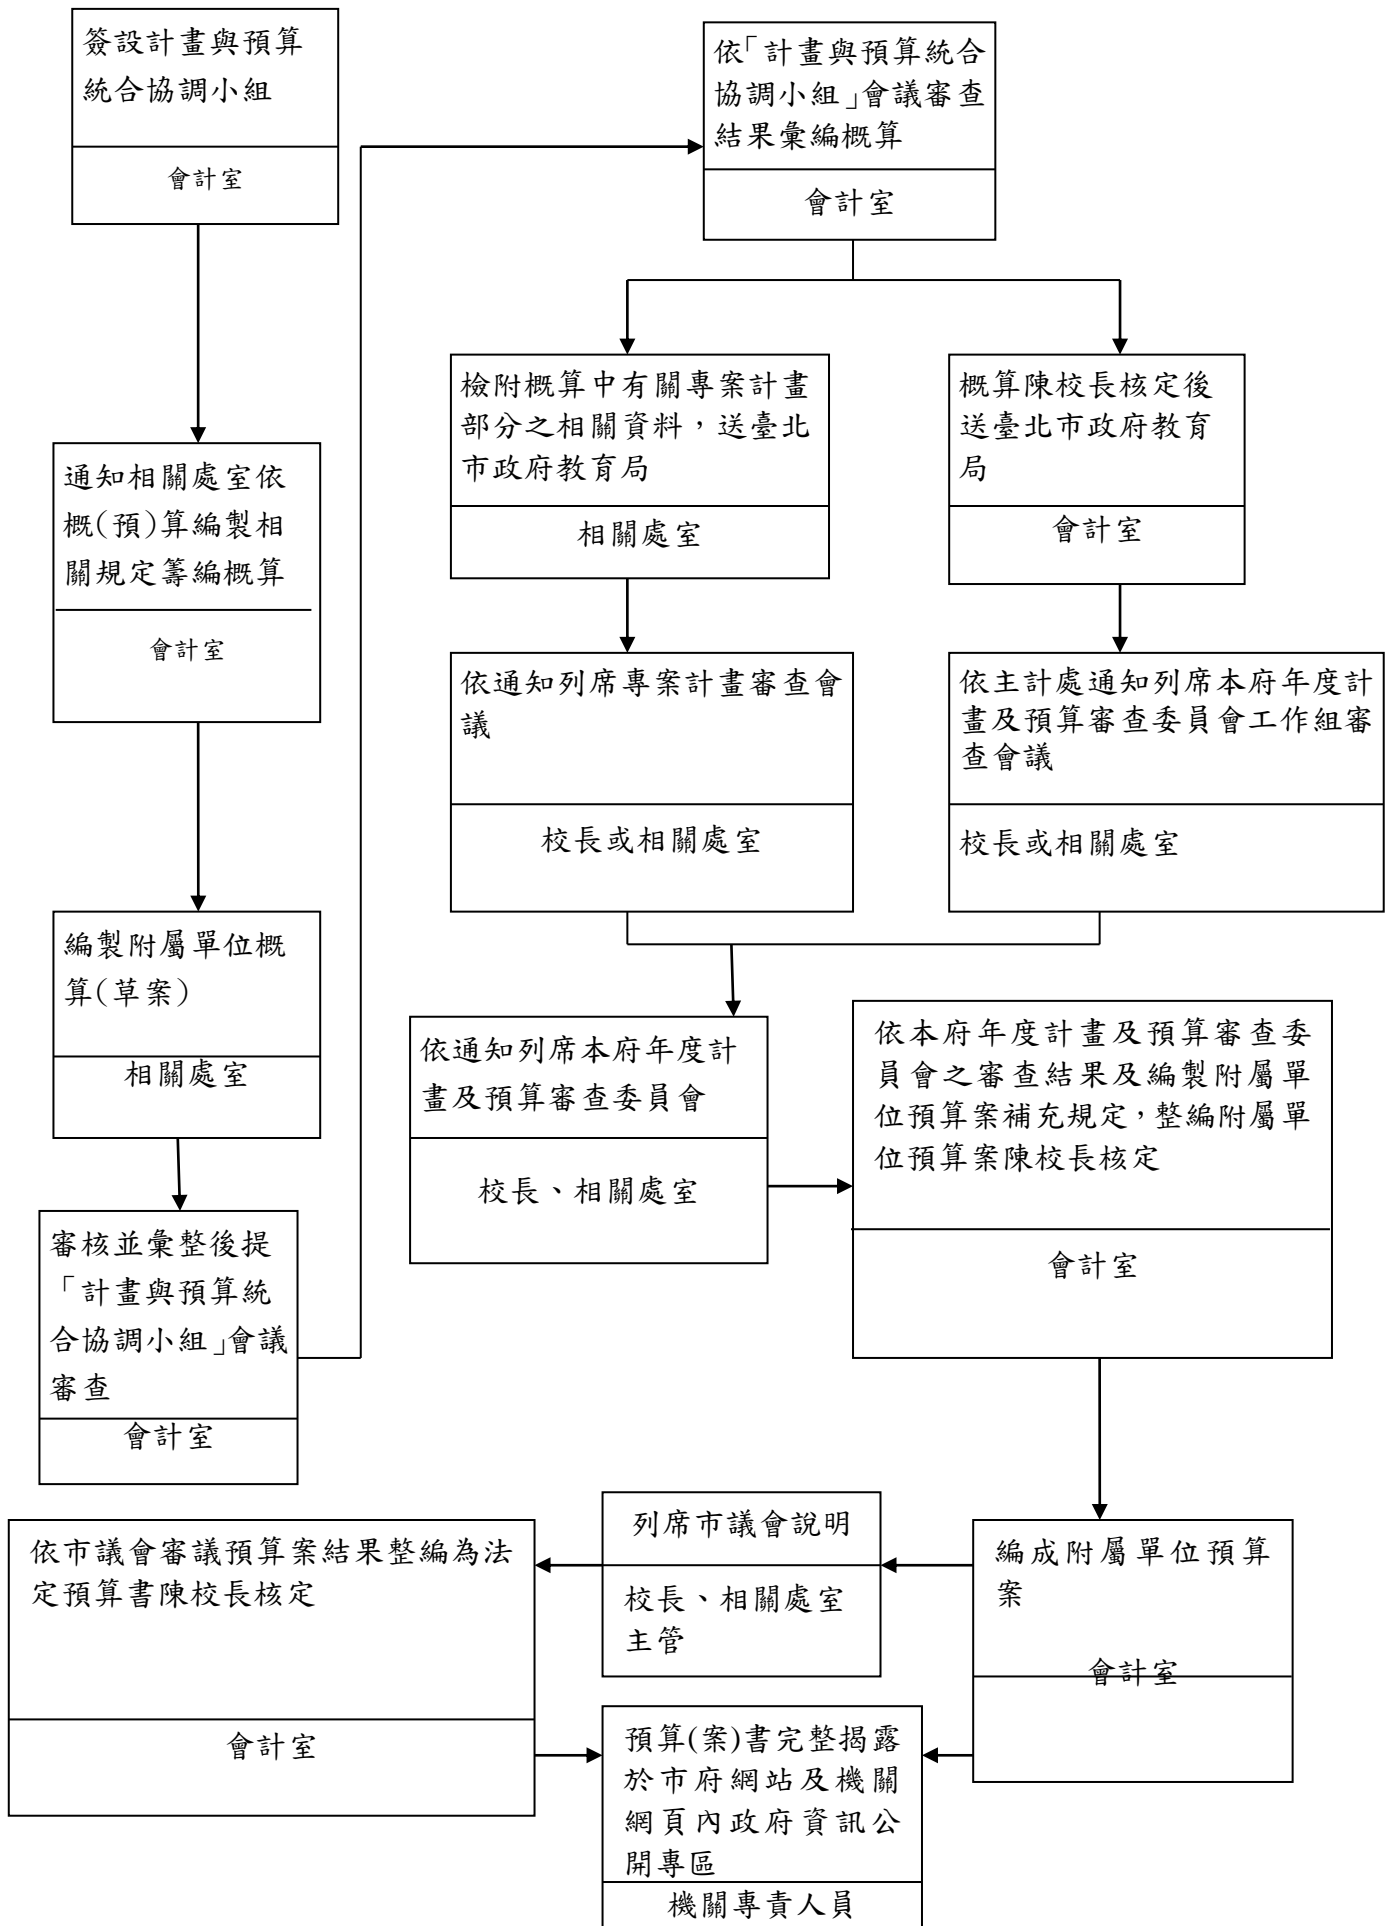 簽設計畫與預算
統合協調小組
會計室
通知相關處室依
概(預)算編製相
關規定籌編概算
會計室
編製附屬單位概
算(草案)
相關處室
審核並彙整後提
「計畫與預算統
合協調小組」會議
審查
會計室
依「計畫與預算統合
協調小組」會議審查
結果彙編概算
會計室
檢附概算中有關專案計畫
部分之相關資料，送臺北
市政府教育局
相關處室
概算陳校長核定後
送臺北市政府教育
局
會計室
依通知列席專案計畫審查會
議
校長或相關處室
依主計處通知列席本府年度計
畫及預算審查委員會工作組審
查會議
校長或相關處室
依通知列席本府年度計
畫及預算審查委員會
校長、相關處室
依本府年度計畫及預算審查委
員會之審查結果及編製附屬單
位預算案補充規定，整編附屬單
位預算案陳校長核定
會計室
編成附屬單位預算
案
會計室
列席市議會說明
校長、相關處室
主管
依市議會審議預算案結果整編為法
定預算書陳校長核定
會計室
預算(案)書完整揭露
於市府網站及機關
網頁內政府資訊公
開專區
機關專責人員